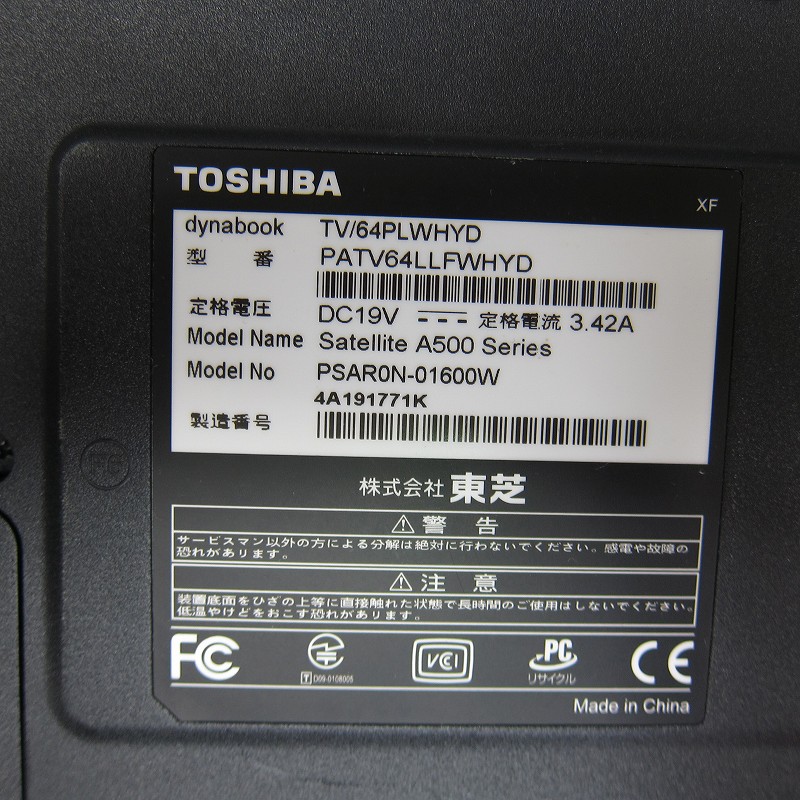 TOSHIBA
XF
dynabook TV/64PLWHYD
型 番 PATV64LLFWHYD
定格電圧 DC19V 定格電流 3.42A
Model Name Satellite A500 Series
Model No PSAR0N-01600W
4A191771K
製造番号
株式会社 東芝
⚠ 警 告
サービスマン以外の方による分解は絶対に行わないでください。感電や故障の
恐れがあります。
⚠ 注 意
装置底面をひざの上等に直接触れた状態で長時間のご使用はしないでください。
低温やけどをおこす恐れがあります。
FC T D09-0108005 VCI PC リサイクル CE
Made in China